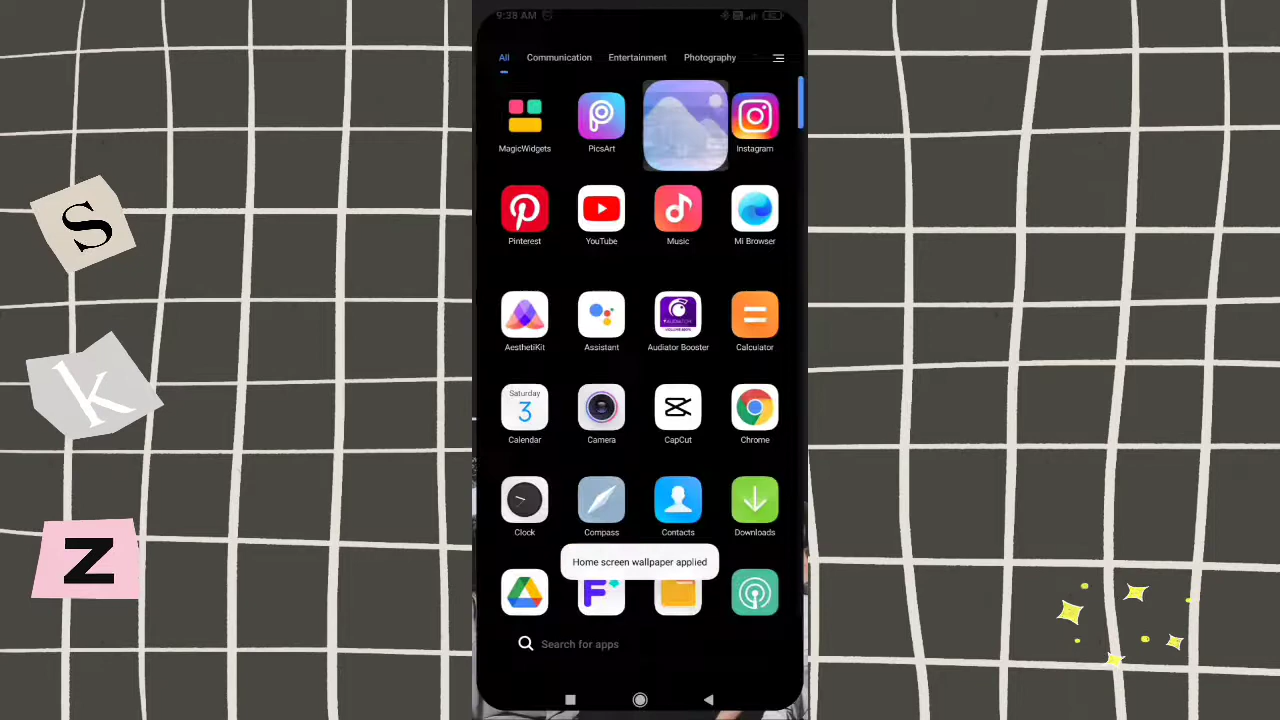 9:38 AM
All Communication Entertainment Photography
MagicWidgets PicsArt Instagram
Pinterest YouTube Music Mi Browser
AesthetiKit Assistant Audiator Booster Calculator
Saturday
3
Calendar Camera CapCut Chrome
Clock Compass Contacts Downloads
Home screen wallpaper applied
F
Search for apps
S
k
Z